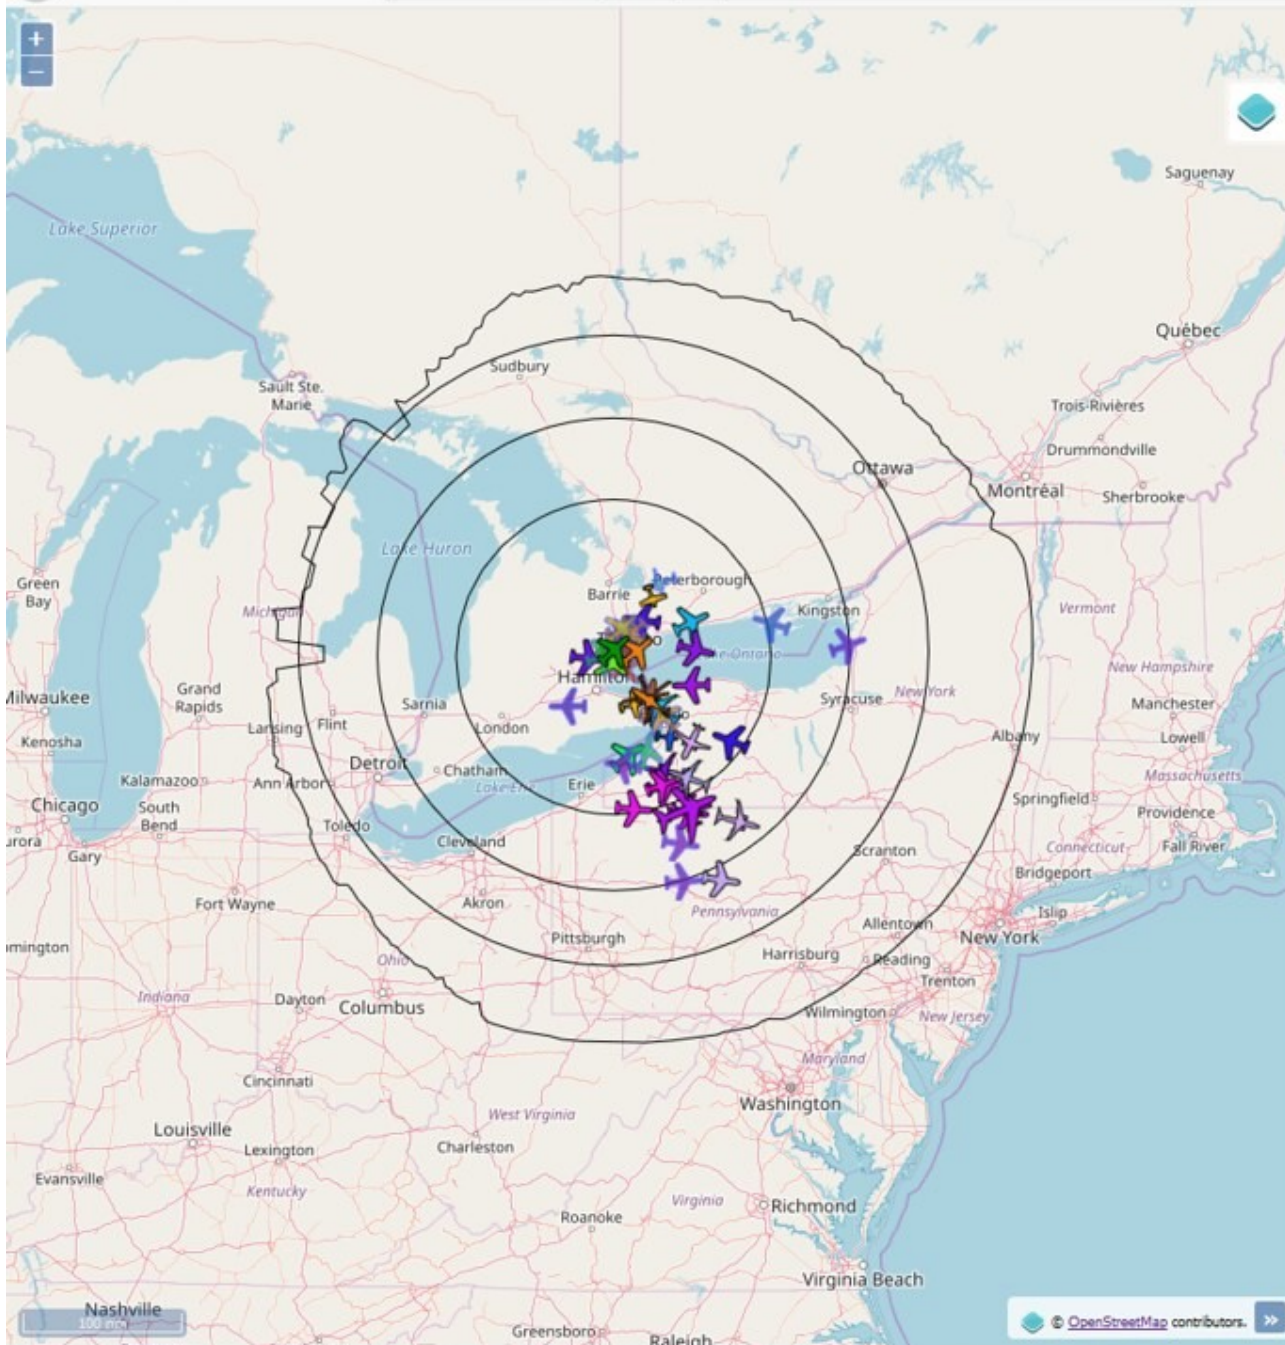 +
–
Saguenay
Lake Superior
Québec
Sudbury
Sault Ste.
Marie
Trois-Rivières
Drummondville
Ottawa
Montréal
Sherbrooke
Lake Huron
Green
Bay
Barrie
Peterborough
Kingston
Michigan
Vermont
Lake Ontario
New Hampshire
Hamilton
Milwaukee
Grand
Rapids
Sarnia
Syracuse
New York
Manchester
Lansing
Flint
London
Albany
Lowell
Kenosha
Detroit
Chatham
Massachusetts
Kalamazoo
Ann Arbor
Lake Erie
Erie
Chicago
South
Bend
Springfield
Providence
Toledo
Cleveland
Connecticut
Fall River
Gary
Scranton
Bridgeport
Fort Wayne
Akron
Pennsylvania
Islip
Allentown
New York
Pittsburgh
Harrisburg
Reading
Ohio
Trenton
Indiana
Dayton
Columbus
Wilmington
New Jersey
Maryland
Cincinnati
Washington
West Virginia
Louisville
Charleston
Lexington
Evansville
Kentucky
Virginia
Richmond
Roanoke
Virginia Beach
Nashville
100 nm
© OpenStreetMap contributors.
»
Greensboro
Raleigh